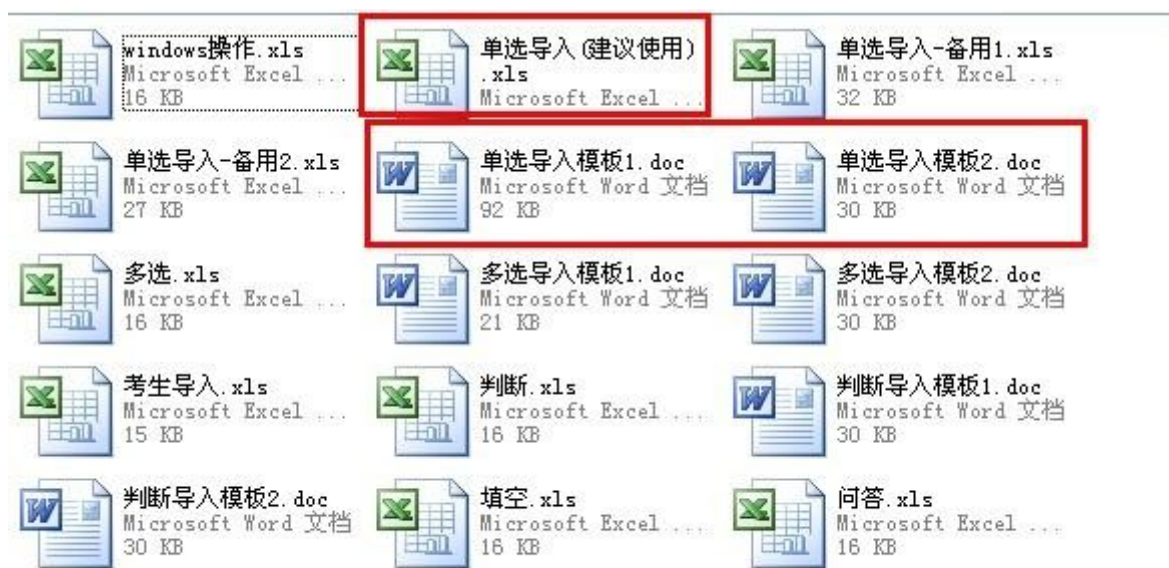 windows操作.xls
Microsoft Excel ...
16 KB
单选导入(建议使用)
.xls
Microsoft Excel ...
单选导入-备用1.xls
Microsoft Excel ...
32 KB
单选导入-备用2.xls
Microsoft Excel ...
27 KB
单选导入模板1.doc
Microsoft Word 文档
92 KB
单选导入模板2.doc
Microsoft Word 文档
30 KB
多选.xls
Microsoft Excel ...
16 KB
多选导入模板1.doc
Microsoft Word 文档
21 KB
多选导入模板2.doc
Microsoft Word 文档
30 KB
考生导入.xls
Microsoft Excel ...
15 KB
判断.xls
Microsoft Excel ...
16 KB
判断导入模板1.doc
Microsoft Word 文档
30 KB
判断导入模板2.doc
Microsoft Word 文档
30 KB
填空.xls
Microsoft Excel ...
16 KB
问答.xls
Microsoft Excel ...
16 KB